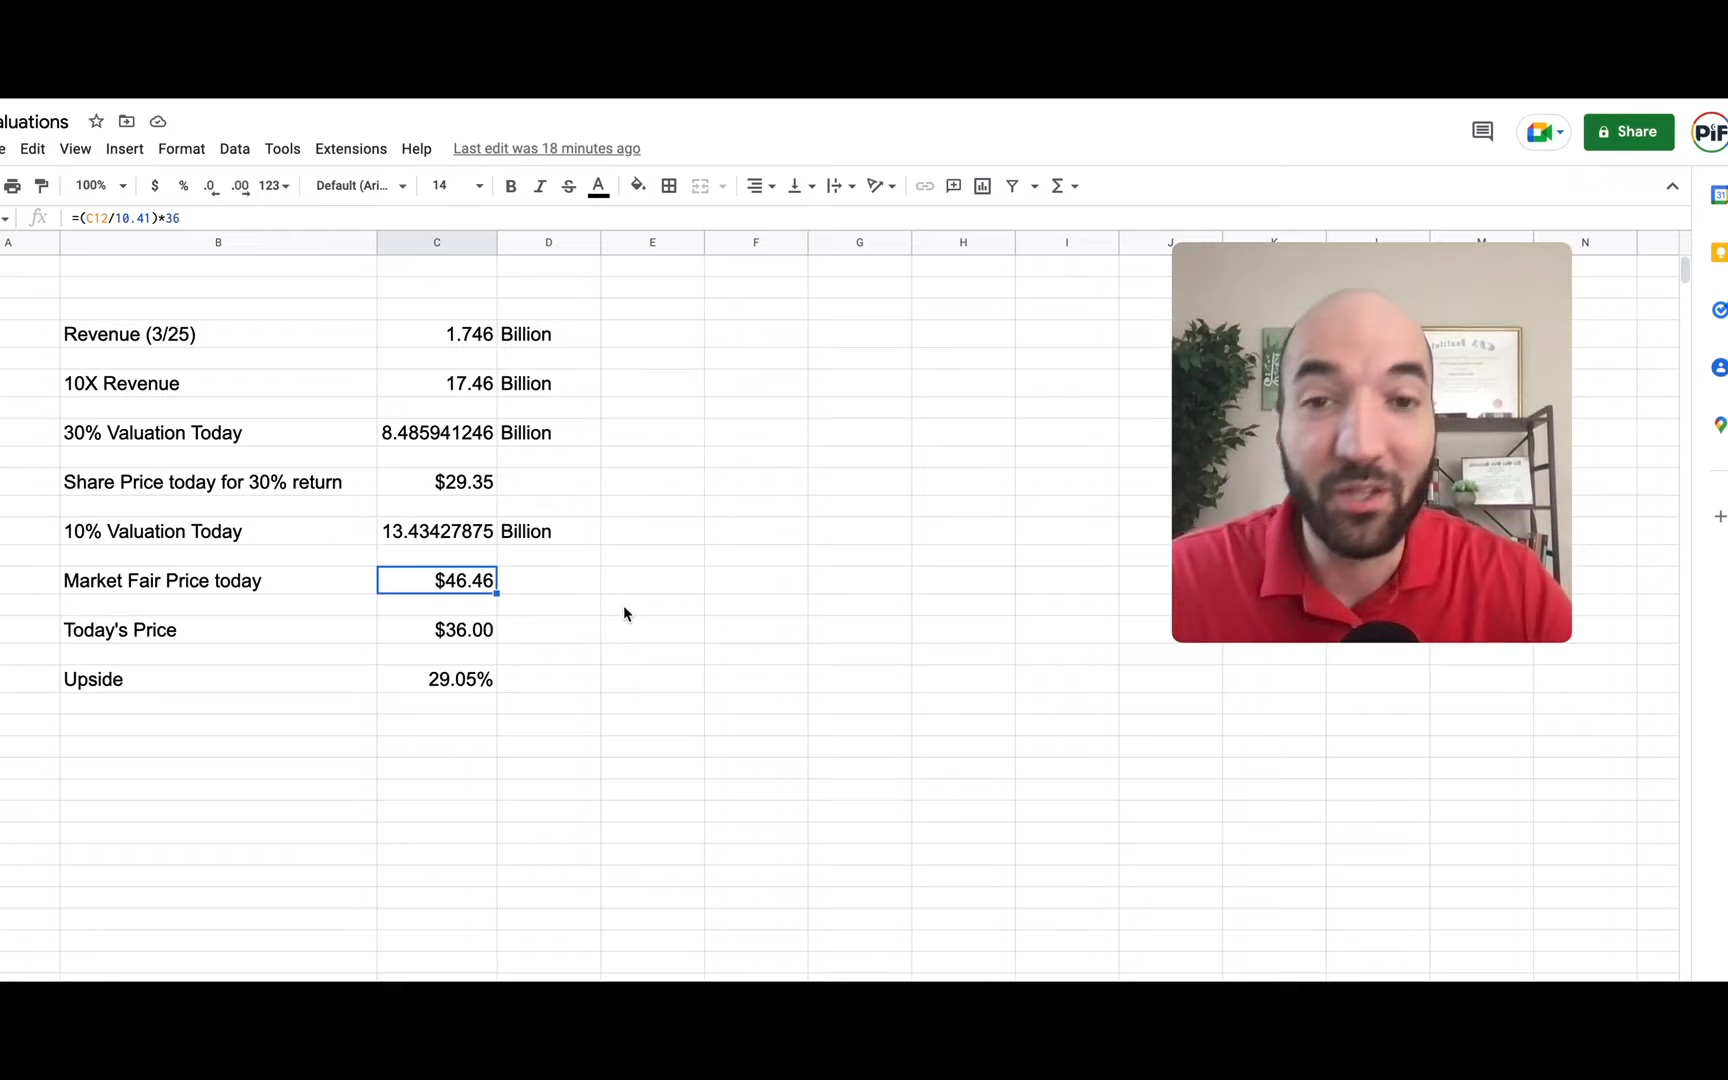 aluations
e Edit View Insert Format Data Tools Extensions Help Last edit was 18 minutes ago
Share
PiF
100% $ % .0 .00 123 Default (Ari... 14 B I S A
fx =(C12/10.41)*36
A B C D E F G H I J K L M N
31
Revenue (3/25) 1.746 Billion
10X Revenue 17.46 Billion
30% Valuation Today 8.485941246 Billion
Share Price today for 30% return $29.35
10% Valuation Today 13.43427875 Billion
Market Fair Price today $46.46
Today's Price $36.00
Upside 29.05%